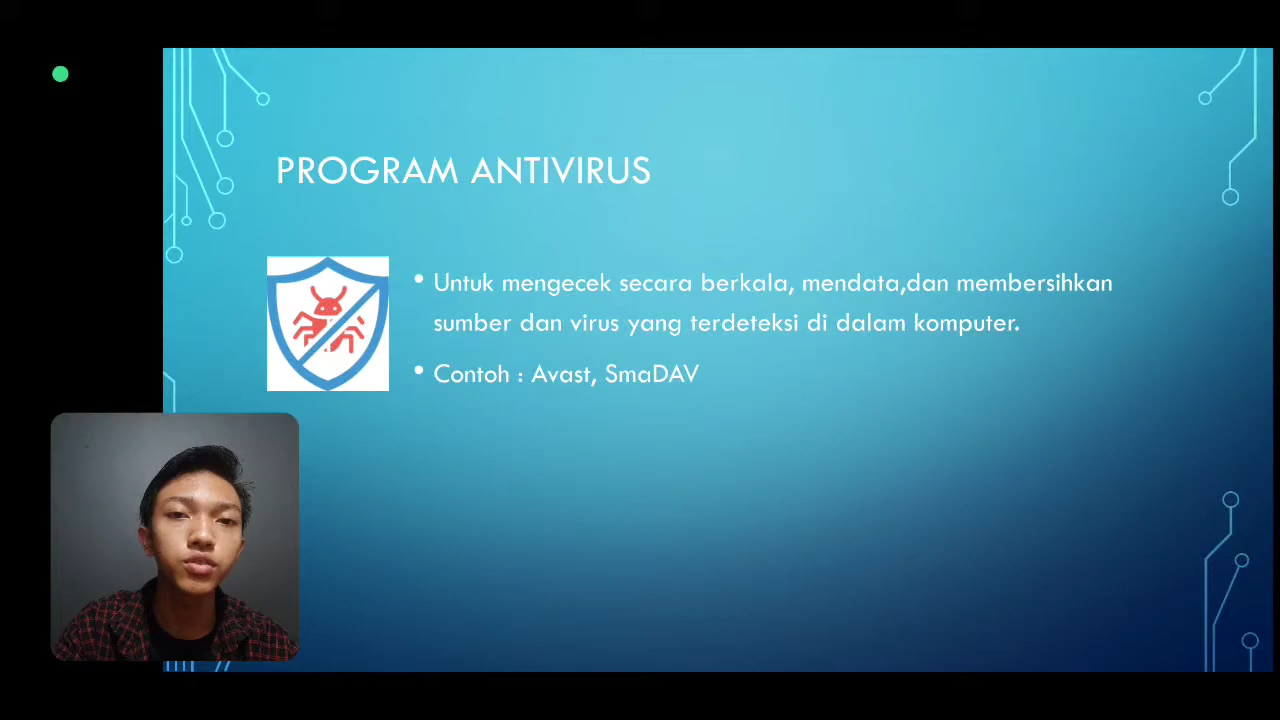 PROGRAM ANTIVIRUS
• Untuk mengecek secara berkala, mendata,dan membersihkan
sumber dan virus yang terdeteksi di dalam komputer.
• Contoh : Avast, SmaDAV